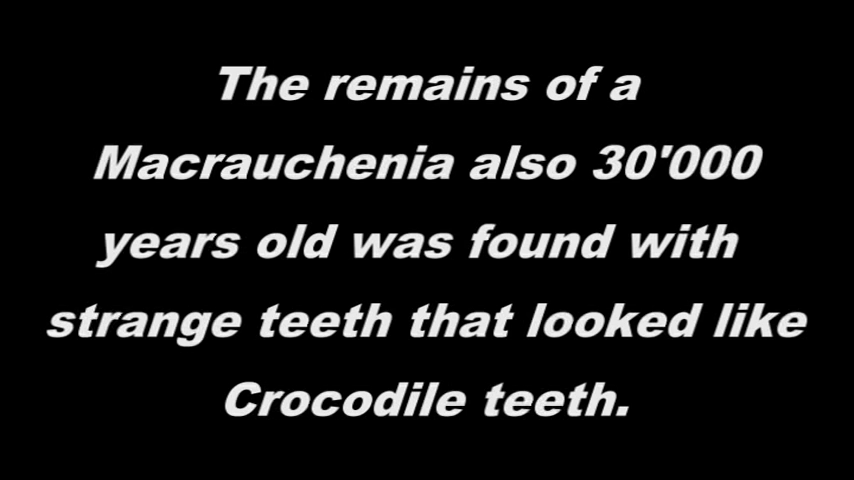 The remains of a
Macrauchenia also 30'000
years old was found with
strange teeth that looked like
Crocodile teeth.